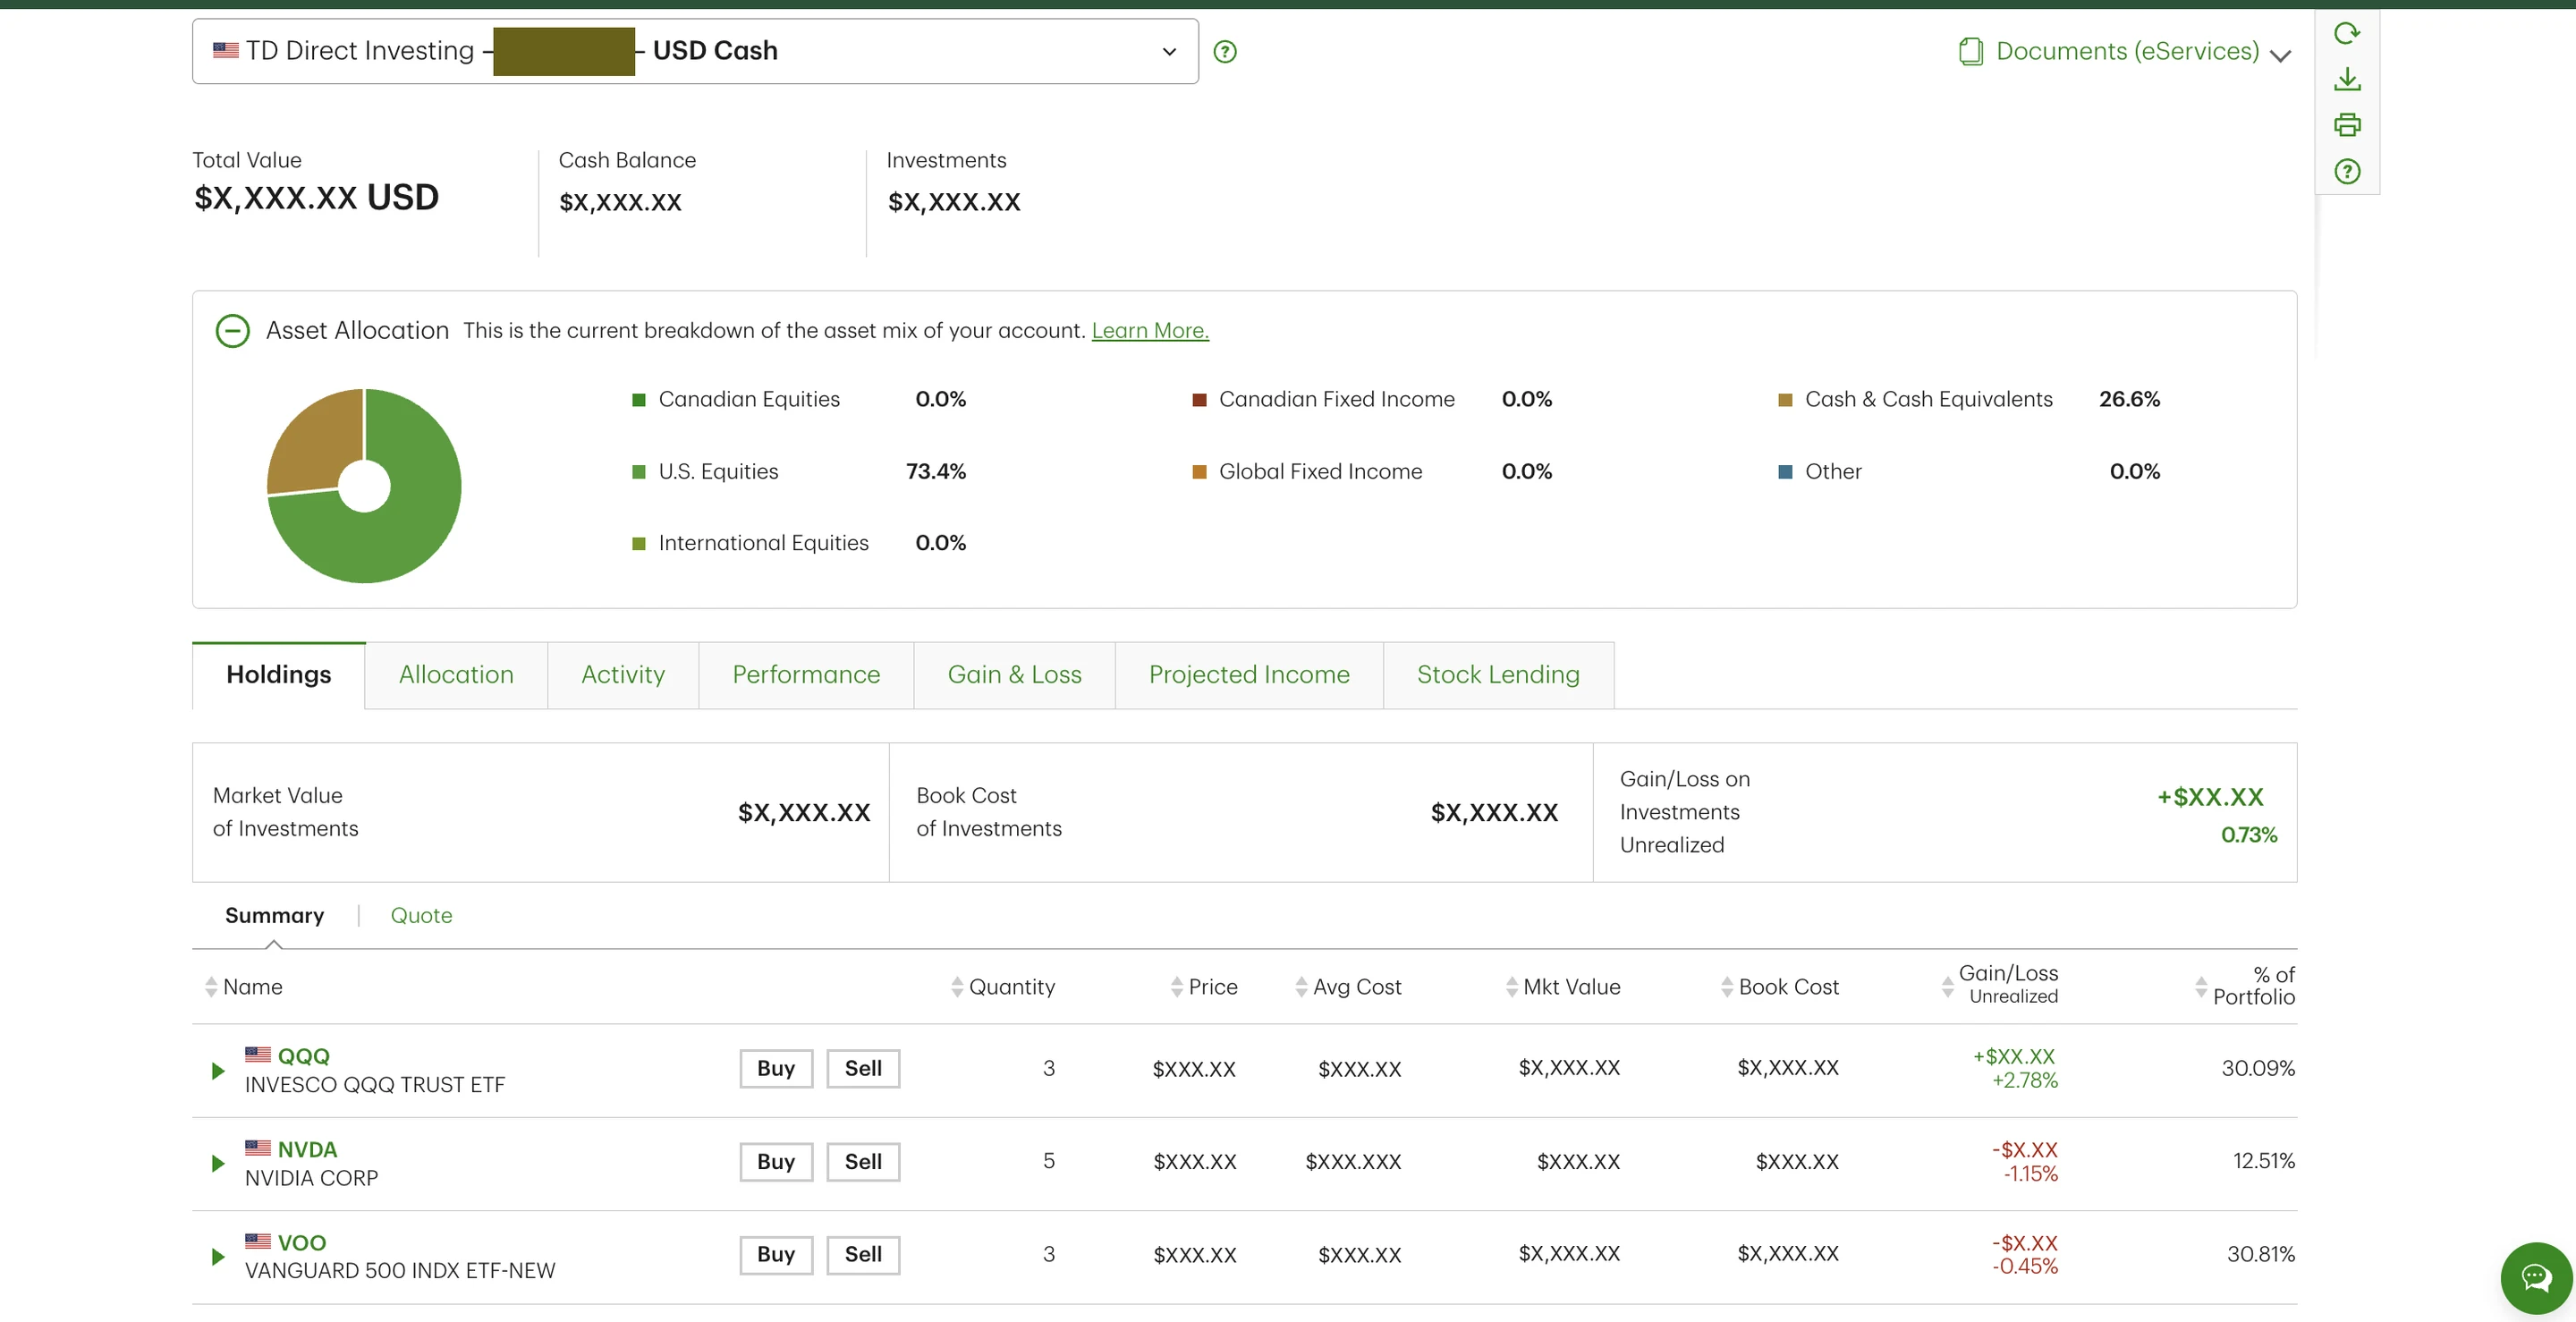 TD Direct Investing – – USD Cash
Documents (eServices)
Total Value
$X,XXX.XX USD
Cash Balance
$X,XXX.XX
Investments
$X,XXX.XX
Asset Allocation This is the current breakdown of the asset mix of your account. Learn More.
Canadian Equities 0.0%
Canadian Fixed Income 0.0%
Cash & Cash Equivalents 26.6%
U.S. Equities 73.4%
Global Fixed Income 0.0%
Other 0.0%
International Equities 0.0%
Holdings
Allocation
Activity
Performance
Gain & Loss
Projected Income
Stock Lending
Market Value
of Investments
$X,XXX.XX
Book Cost
of Investments
$X,XXX.XX
Gain/Loss on
Investments
Unrealized
+$XX.XX
0.73%
Summary | Quote
Name
Quantity
Price
Avg Cost
Mkt Value
Book Cost
Gain/Loss
Unrealized
% of
Portfolio
QQQ
INVESCO QQQ TRUST ETF
Buy
Sell
3
$XXX.XX
$XXX.XX
$X,XXX.XX
$X,XXX.XX
+$XX.XX
+2.78%
30.09%
NVDA
NVIDIA CORP
Buy
Sell
5
$XXX.XX
$XXX.XXX
$XXX.XX
$XXX.XX
-$X.XX
-1.15%
12.51%
VOO
VANGUARD 500 INDX ETF-NEW
Buy
Sell
3
$XXX.XX
$XXX.XX
$X,XXX.XX
$X,XXX.XX
-$X.XX
-0.45%
30.81%